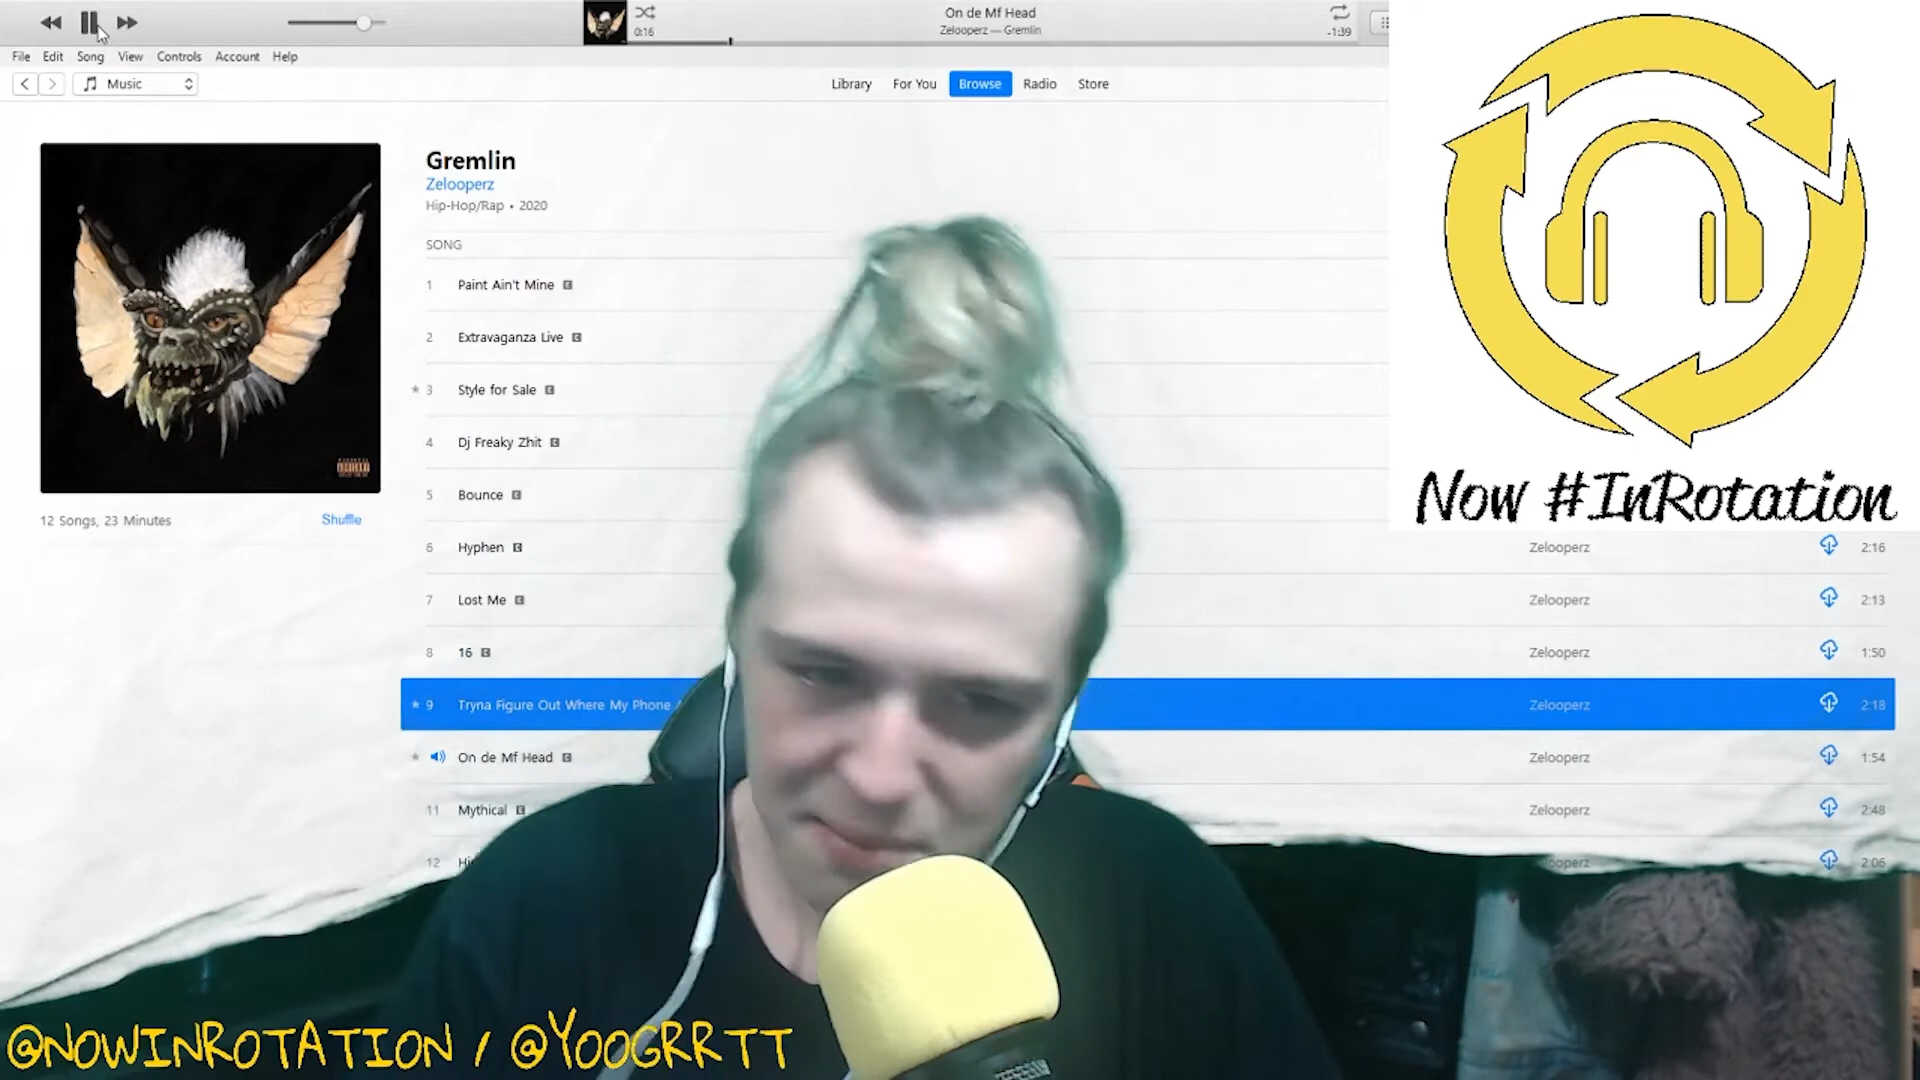 On de Mf Head
0:16
Zelooperz — Gremlin
-1:39
File Edit Song View Controls Account Help
Music
Library For You Browse Radio Store
Gremlin
Zelooperz
Hip-Hop/Rap • 2020
SONG
1 Paint Ain't Mine E
2 Extravaganza Live E
3 Style for Sale E
4 Dj Freaky Zhit E
5 Bounce E
12 Songs, 23 Minutes Shuffle
Now #InRotation
6 Hyphen E Zelooperz 2:16
7 Lost Me E Zelooperz 2:13
8 16 E Zelooperz 1:50
9 Tryna Figure Out Where My Phone Zelooperz 2:18
On de Mf Head E Zelooperz 1:54
11 Mythical E Zelooperz 2:48
12 2:06
@NOWINROTATION / @YOOGRRTT